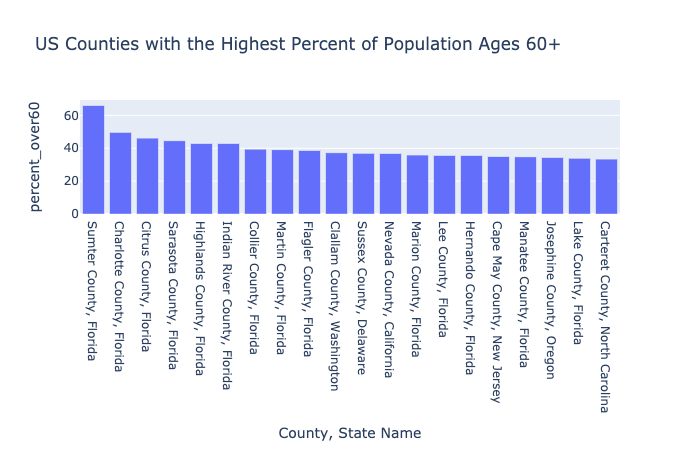 US Counties with the Highest Percent of Population Ages 60+
percent_over60
60
40
20
0
Sumter County, Florida
Charlotte County, Florida
Citrus County, Florida
Sarasota County, Florida
Highlands County, Florida
Indian River County, Florida
Collier County, Florida
Martin County, Florida
Flagler County, Florida
Clallam County, Washington
Sussex County, Delaware
Nevada County, California
Marion County, Florida
Lee County, Florida
Hernando County, Florida
Cape May County, New Jersey
Manatee County, Florida
Josephine County, Oregon
Lake County, Florida
Carteret County, North Carolina
County, State Name